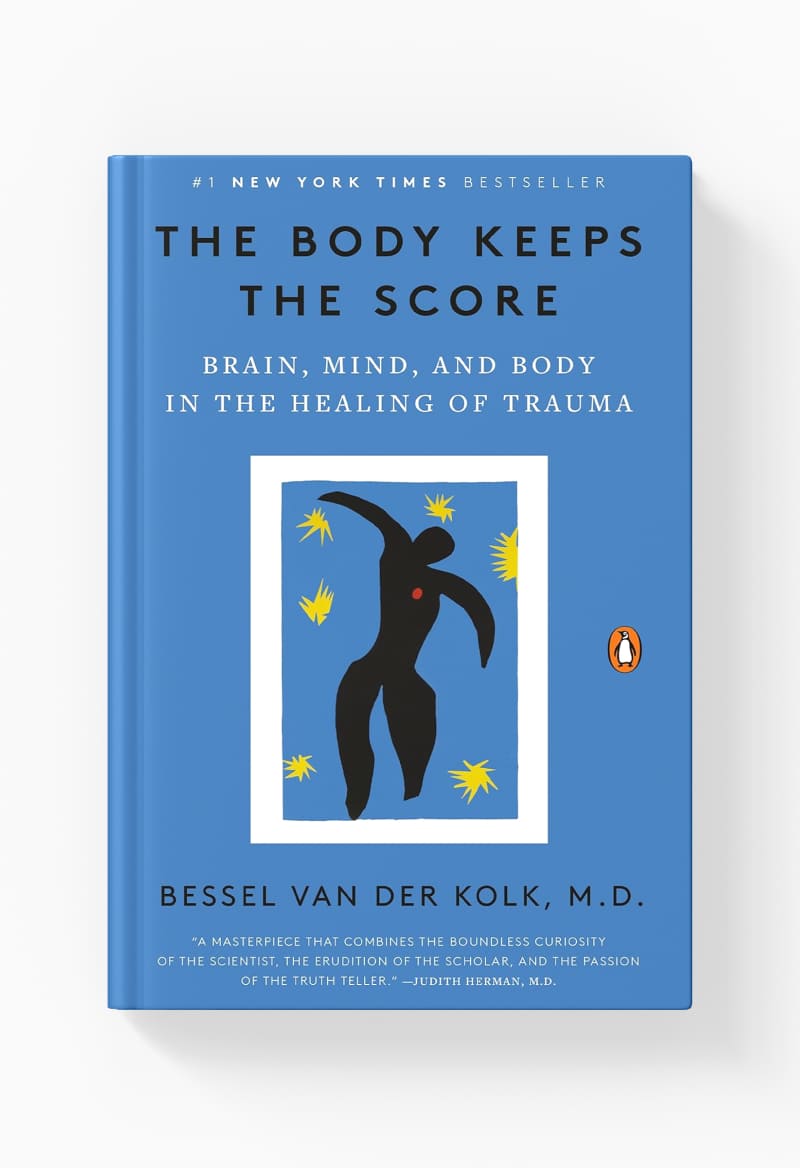 #1 NEW YORK TIMES BESTSELLER
THE BODY KEEPS
THE SCORE
BRAIN, MIND, AND BODY
IN THE HEALING OF TRAUMA
BESSEL VAN DER KOLK, M.D.
“A MASTERPIECE THAT COMBINES THE BOUNDLESS CURIOSITY
OF THE SCIENTIST, THE ERUDITION OF THE SCHOLAR, AND THE PASSION
OF THE TRUTH TELLER.” —JUDITH HERMAN, M.D.